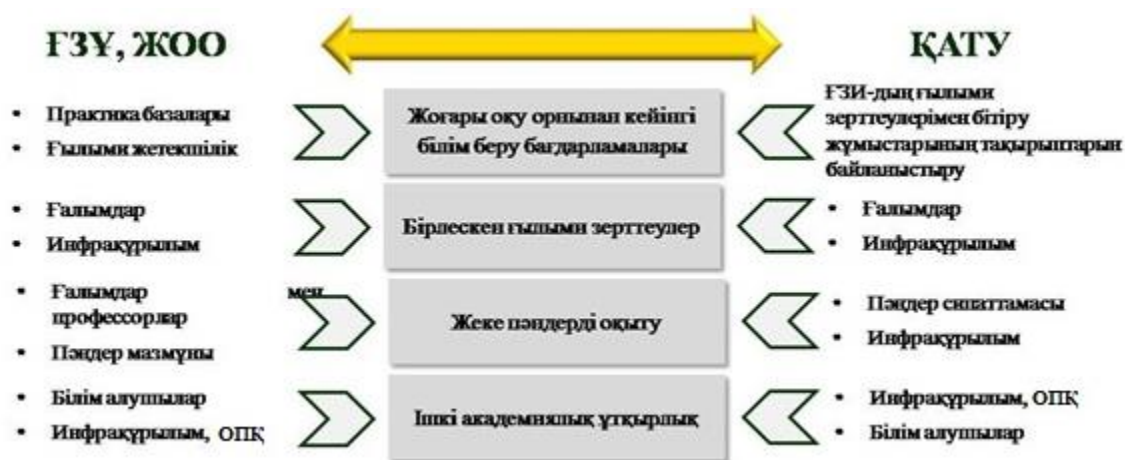 ҒЗҰ, ЖОО
ҚАТУ
• Практика базалары
• Ғылыми жетекшілік
Жоғары оқу орнынан кейінгі
білім беру бағдарламалары
ҒЗИ-дың ғылыми
зерттеулерімен бітіру
жұмыстарының тақырыптарын
байланыстыру
• Ғалымдар
• Инфрақұрылым
Бірлескен ғылыми зерттеулер
• Ғалымдар
• Инфрақұрылым
• Ғалымдар мен
профессорлар
• Пәндер мазмұны
Жеке пәндерді оқыту
• Пәндер сипаттамасы
• Инфрақұрылым
• Білім алушылар
• Инфрақұрылым, ОПҚ
Ішкі академиялық ұтқырлық
• Инфрақұрылым, ОПҚ
• Білім алушылар